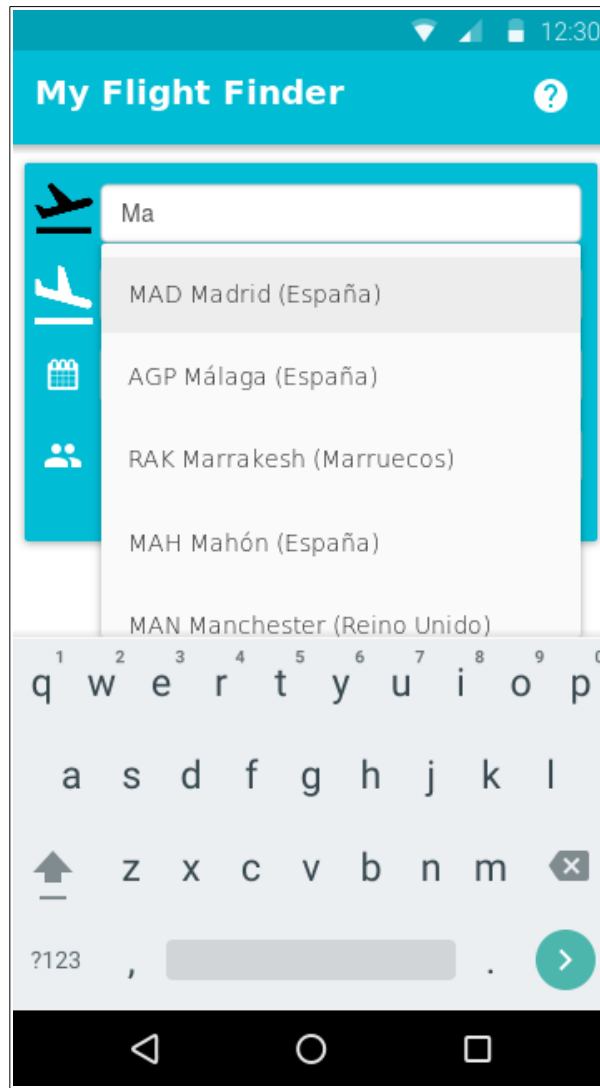 12:30
My Flight Finder
?
Ma
MAD Madrid (España)
AGP Málaga (España)
RAK Marrakesh (Marruecos)
MAH Mahón (España)
MAN Manchester (Reino Unido)
1 2 3 4 5 6 7 8 9 0
q w e r t y u i o p
a s d f g h j k l
z x c v b n m
?123 , .